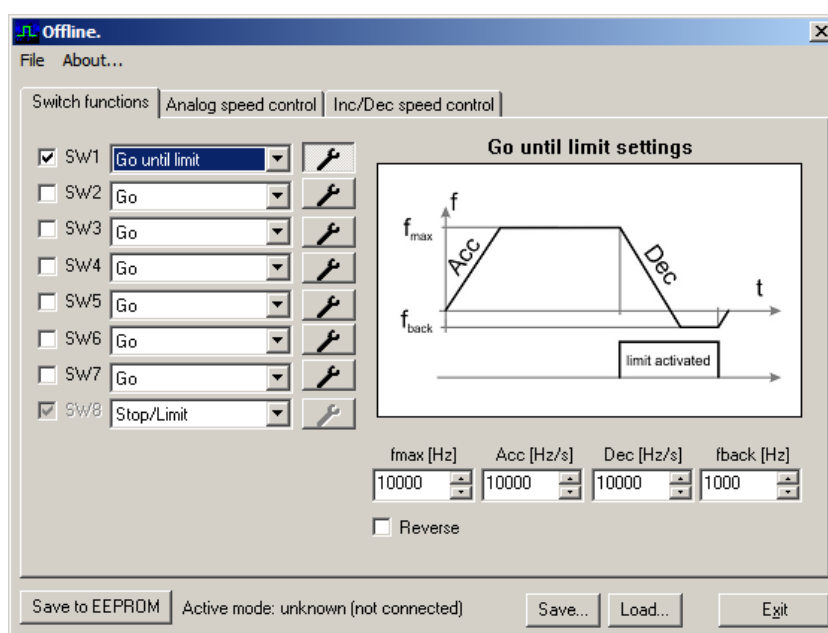 Offline.
File About...
Switch functions Analog speed control Inc/Dec speed control
SW1 Go until limit
SW2 Go
SW3 Go
SW4 Go
SW5 Go
SW6 Go
SW7 Go
SW8 Stop/Limit
Go until limit settings
f
fmax
Acc
Dec
t
fback
limit activated
fmax [Hz] Acc [Hz/s] Dec [Hz/s] fback [Hz]
10000 10000 10000 1000
Reverse
Save to EEPROM Active mode: unknown (not connected) Save... Load... Exit